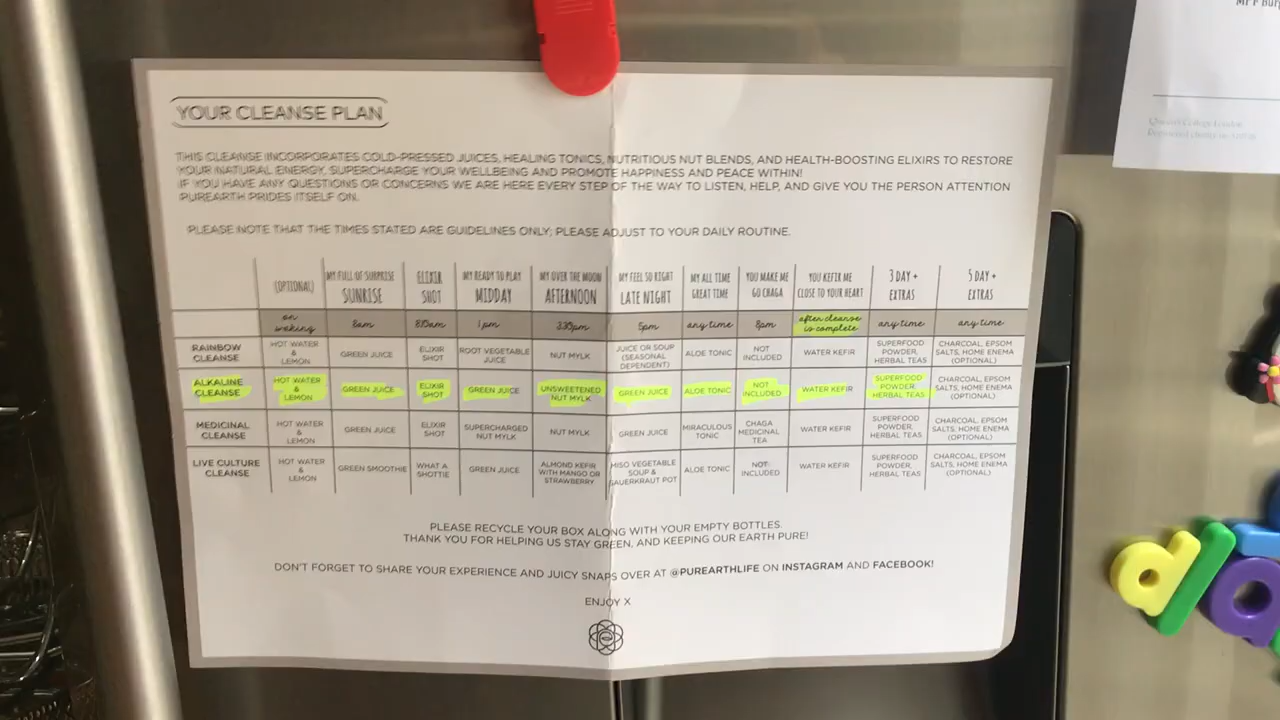 YOUR CLEANSE PLAN
THIS CLEANSE INCORPORATES COLD-PRESSED JUICES, HEALING TONICS, NUTRITIOUS NUT BLENDS, AND HEALTH-BOOSTING ELIXIRS TO RESTORE
YOUR NATURAL ENERGY, SUPERCHARGE YOUR WELLBEING AND PROMOTE HAPPINESS AND PEACE WITHIN!
IF YOU HAVE ANY QUESTIONS OR CONCERNS WE ARE HERE EVERY STEP OF THE WAY TO LISTEN, HELP, AND GIVE YOU THE PERSON ATTENTION
PUREARTH PRIDES ITSELF ON.
PLEASE NOTE THAT THE TIMES STATED ARE GUIDELINES ONLY; PLEASE ADJUST TO YOUR DAILY ROUTINE.
(OPTIONAL) MY FULL OF SURPRISE SUNRISE ELIXIR SHOT MY READY TO PLAY MIDDAY MY OVER THE MOON AFTERNOON MY FEEL SO RIGHT LATE NIGHT MY ALL TIME GREAT TIME YOU MAKE ME GO CHAGA YOU KEFIR ME CLOSE TO YOUR HEART 3 DAY + EXTRAS 5 DAY + EXTRAS
on waking 8am 8:15am 1pm 3.30pm 5pm any time 8pm after cleanse is complete any time any time
RAINBOW CLEANSE HOT WATER & LEMON GREEN JUICE ELIXIR SHOT ROOT VEGETABLE JUICE NUT MYLK JUICE OR SOUP (SEASONAL DEPENDENT) ALOE TONIC NOT INCLUDED WATER KEFIR SUPERFOOD POWDER, HERBAL TEAS CHARCOAL, EPSOM SALTS, HOME ENEMA (OPTIONAL)
ALKALINE CLEANSE HOT WATER & LEMON GREEN JUICE ELIXIR SHOT GREEN JUICE UNSWEETENED NUT MYLK GREEN JUICE ALOE TONIC NOT INCLUDED WATER KEFIR SUPERFOOD POWDER, HERBAL TEAS CHARCOAL, EPSOM SALTS, HOME ENEMA (OPTIONAL)
MEDICINAL CLEANSE HOT WATER & LEMON GREEN JUICE ELIXIR SHOT SUPERCHARGED NUT MYLK NUT MYLK GREEN JUICE MIRACULOUS TONIC CHAGA MEDICINAL TEA WATER KEFIR SUPERFOOD POWDER, HERBAL TEAS CHARCOAL, EPSOM SALTS, HOME ENEMA (OPTIONAL)
LIVE CULTURE CLEANSE HOT WATER & LEMON GREEN SMOOTHIE WHAT A SHOTTIE GREEN JUICE ALMOND KEFIR WITH MANGO OR STRAWBERRY MISO VEGETABLE SOUP & SAUERKRAUT POT ALOE TONIC NOT INCLUDED WATER KEFIR SUPERFOOD POWDER, HERBAL TEAS CHARCOAL, EPSOM SALTS, HOME ENEMA (OPTIONAL)
PLEASE RECYCLE YOUR BOX ALONG WITH YOUR EMPTY BOTTLES.
THANK YOU FOR HELPING US STAY GREEN, AND KEEPING OUR EARTH PURE!
DON'T FORGET TO SHARE YOUR EXPERIENCE AND JUICY SNAPS OVER AT @PUREARTHLIFE ON INSTAGRAM AND FACEBOOK!
ENJOY X